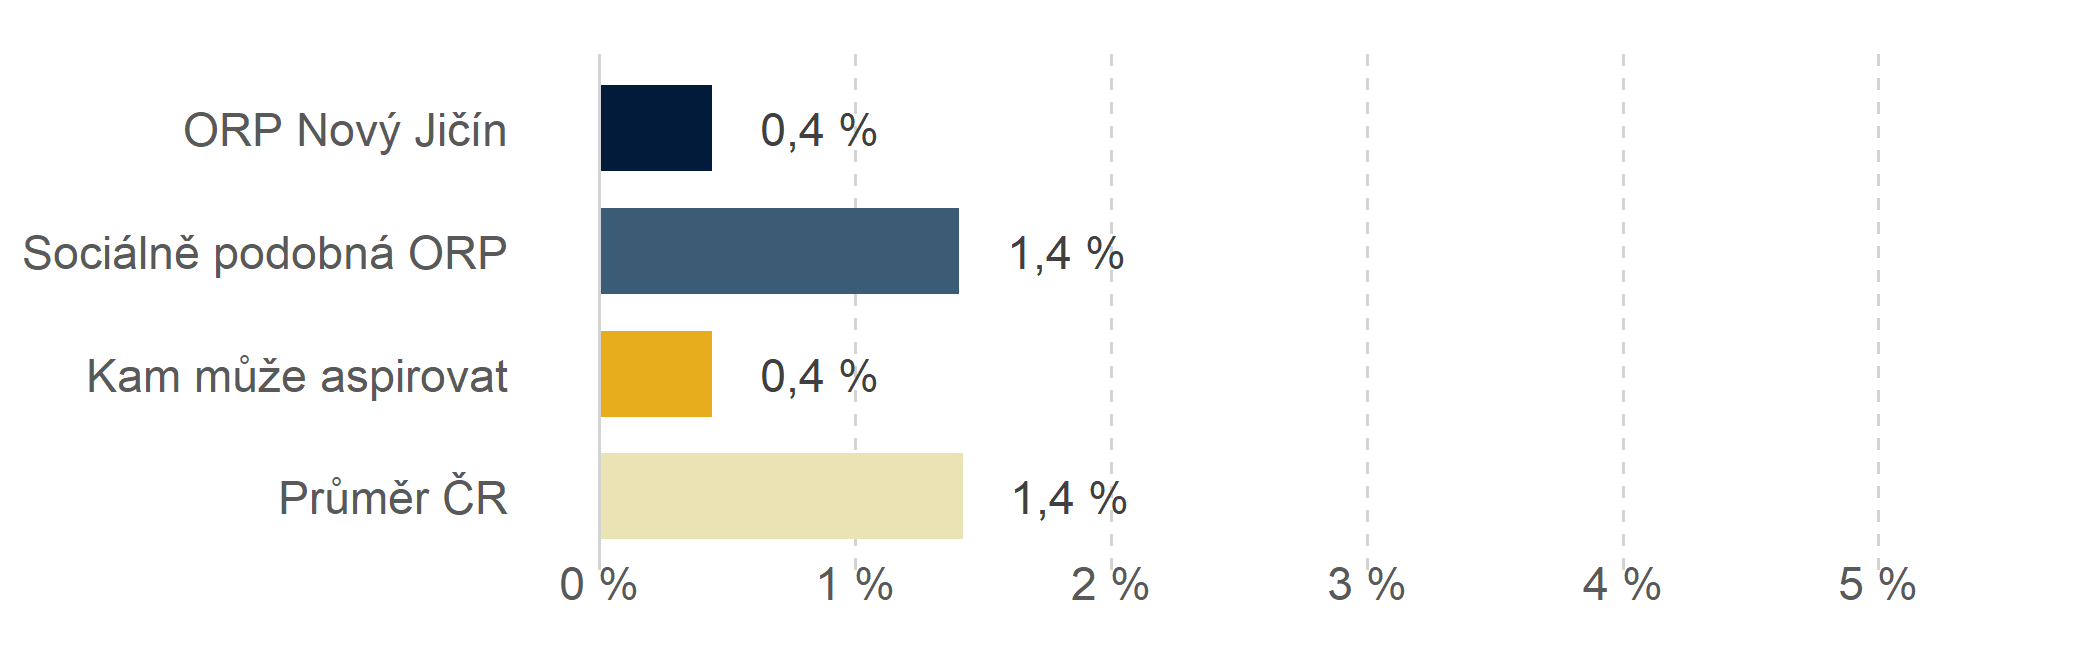 ORP Nový Jičín 0,4 %
Sociálně podobná ORP 1,4 %
Kam může aspirovat 0,4 %
Průměr ČR 1,4 %
0 % 1 % 2 % 3 % 4 % 5 %